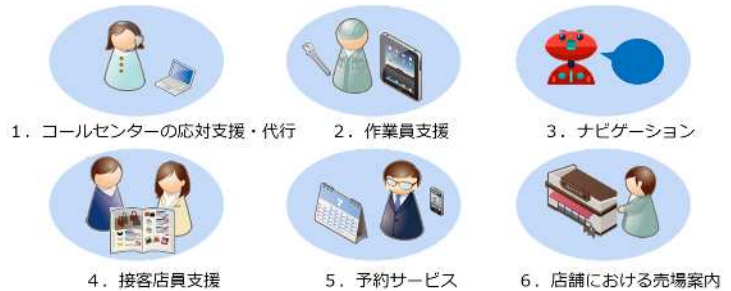 1．コールセンターの応対支援・代行
2．作業員支援
3．ナビゲーション
4．接客店員支援
5．予約サービス
6．店舗における売場案内